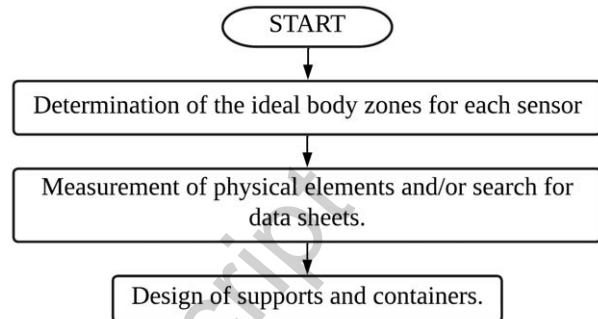 START
Determination of the ideal body zones for each sensor
Measurement of physical elements and/or search for
data sheets.
Design of supports and containers.
cript